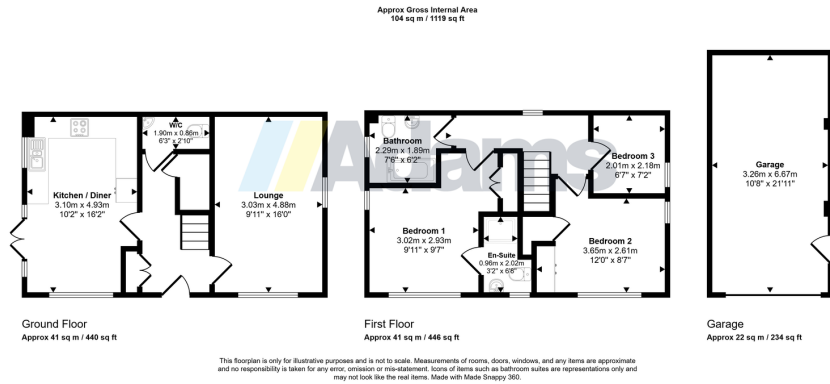 Approx Gross Internal Area
104 sq m / 1119 sq ft
Adams
W/C
1.90m x 0.86m
6'3" x 2'10"
Kitchen / Diner
3.10m x 4.93m
10'2" x 16'2"
Lounge
3.03m x 4.88m
9'11" x 16'0"
Bathroom
2.29m x 1.89m
7'6" x 6'2"
Bedroom 3
2.01m x 2.18m
6'7" x 7'2"
Bedroom 1
3.02m x 2.93m
9'11" x 9'7"
En-Suite
0.96m x 2.02m
3'2" x 6'8"
Bedroom 2
3.65m x 2.61m
12'0" x 8'7"
Garage
3.26m x 6.67m
10'8" x 21'11"
Ground Floor
Approx 41 sq m / 440 sq ft
First Floor
Approx 41 sq m / 446 sq ft
Garage
Approx 22 sq m / 234 sq ft
This floorplan is only for illustrative purposes and is not to scale. Measurements of rooms, doors, windows, and any items are approximate
and no responsibility is taken for any error, omission or mis-statement. Icons of items such as bathroom suites are representations only and
may not look like the real items. Made with Made Snappy 360.